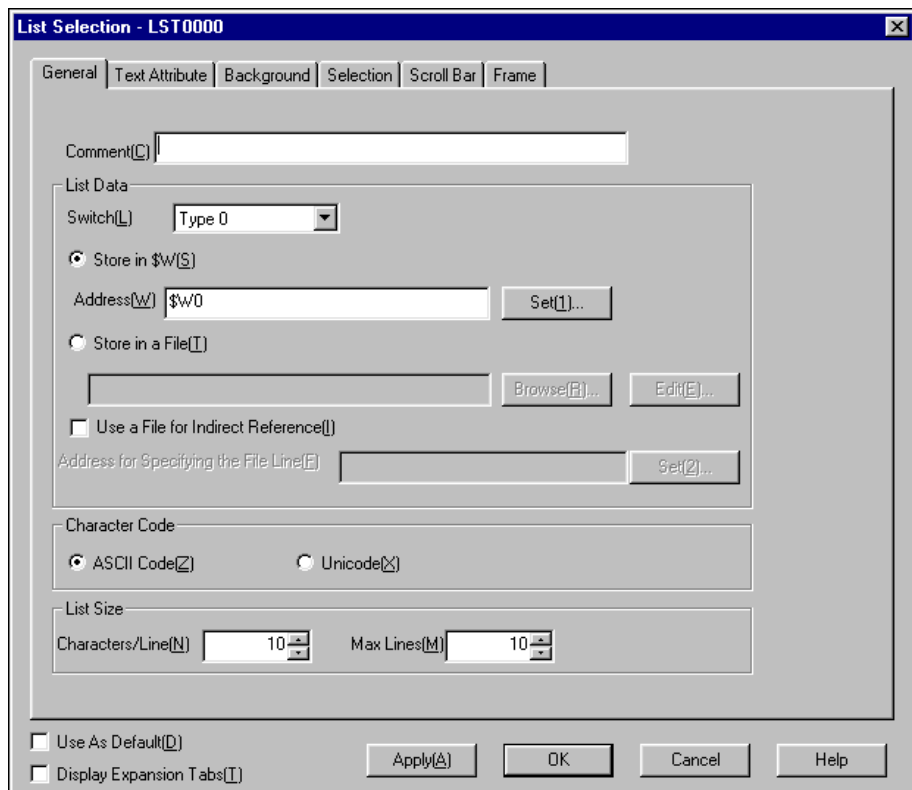 List Selection - LST0000
General Text Attribute Background Selection Scroll Bar Frame
Comment(C)
List Data
Switch(L) Type 0
Store in $W(S)
Address(W) $W0 Set(1)...
Store in a File(T)
Browse(R)... Edit(E)...
Use a File for Indirect Reference(I)
Address for Specifying the File Line(F) Set(2)...
Character Code
ASCII Code(Z) Unicode(X)
List Size
Characters/Line(N) 10 Max Lines(M) 10
Use As Default(D)
Display Expansion Tabs(T)
Apply(A) OK Cancel Help